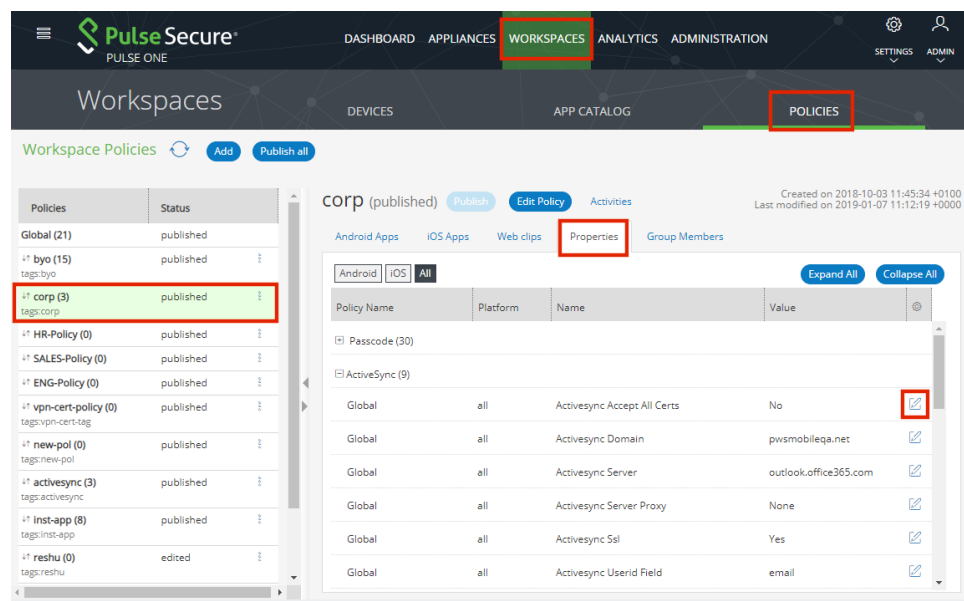 Pulse Secure®
PULSE ONE
DASHBOARD APPLIANCES WORKSPACES ANALYTICS ADMINISTRATION
SETTINGS ADMIN
Workspaces
DEVICES APP CATALOG POLICIES
Workspace Policies Add Publish all
Policies Status
Global (21) published
byo (15) published
tags:byo
corp (3) published
tags:corp
HR-Policy (0) published
SALES-Policy (0) published
ENG-Policy (0) published
vpn-cert-policy (0) published
tags:vpn-cert-tag
new-pol (0) published
tags:new-pol
activesync (3) published
tags:activesync
inst-app (8) published
tags:inst-app
reshu (0) edited
tags:reshu
corp (published) Publish Edit Policy Activities
Created on 2018-10-03 11:45:34 +0100
Last modified on 2019-01-07 11:12:19 +0000
Android Apps iOS Apps Web clips Properties Group Members
Android iOS All Expand All Collapse All
Policy Name Platform Name Value
Passcode (30)
ActiveSync (9)
Global all Activesync Accept All Certs No
Global all Activesync Domain pwsmobileqa.net
Global all Activesync Server outlook.office365.com
Global all Activesync Server Proxy None
Global all Activesync Ssl Yes
Global all Activesync Userid Field email